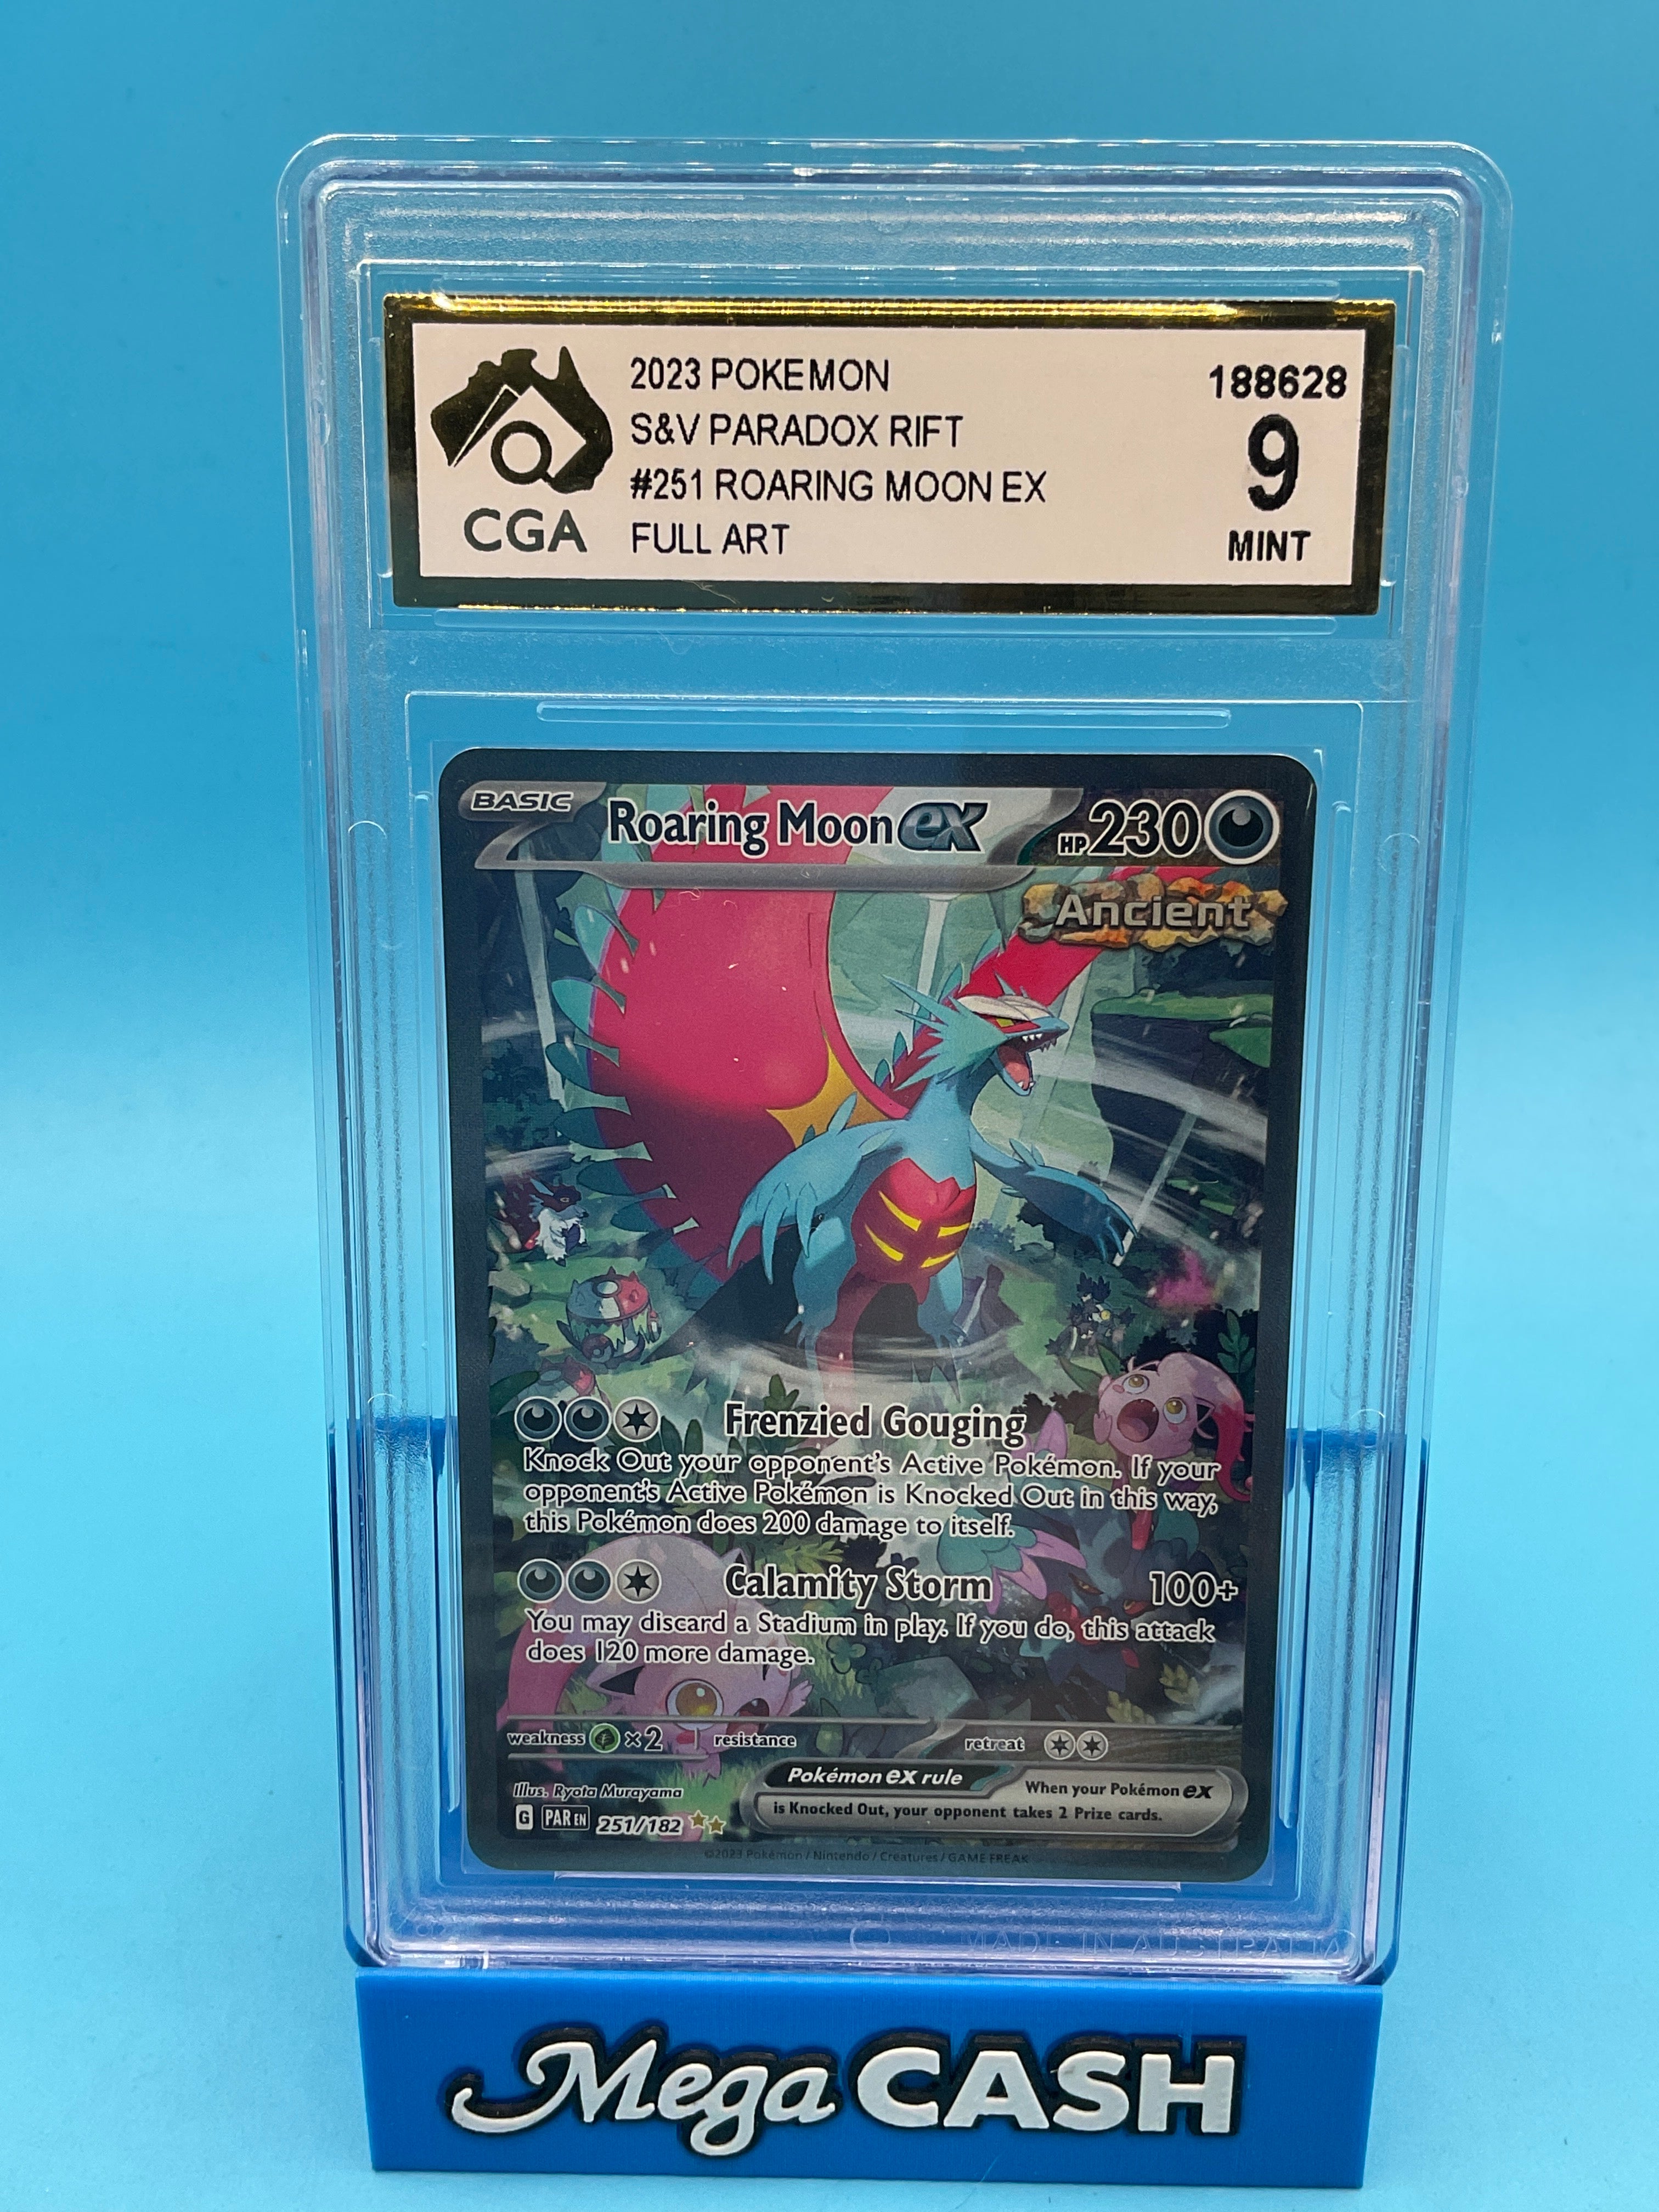 2023 POKEMON
S&V PARADOX RIFT
#251 ROARING MOON EX
FULL ART
188628
9
MINT
CGA
BASIC
Roaring Moon ex
HP 230
Ancient
Frenzied Gouging
Knock Out your opponent's Active Pokémon. If your
opponent's Active Pokémon is Knocked Out in this way,
this Pokémon does 200 damage to itself.
Calamity Storm 100+
You may discard a Stadium in play. If you do, this attack
does 120 more damage.
weakness ×2 resistance retreat
Illus. Ryota Murayama
Pokémon ex rule
When your Pokémon ex
is Knocked Out, your opponent takes 2 Prize cards.
G PAR EN 251/182
©2023 Pokémon / Nintendo / Creatures / GAME FREAK
MADE IN AUSTRALIA
Mega CASH